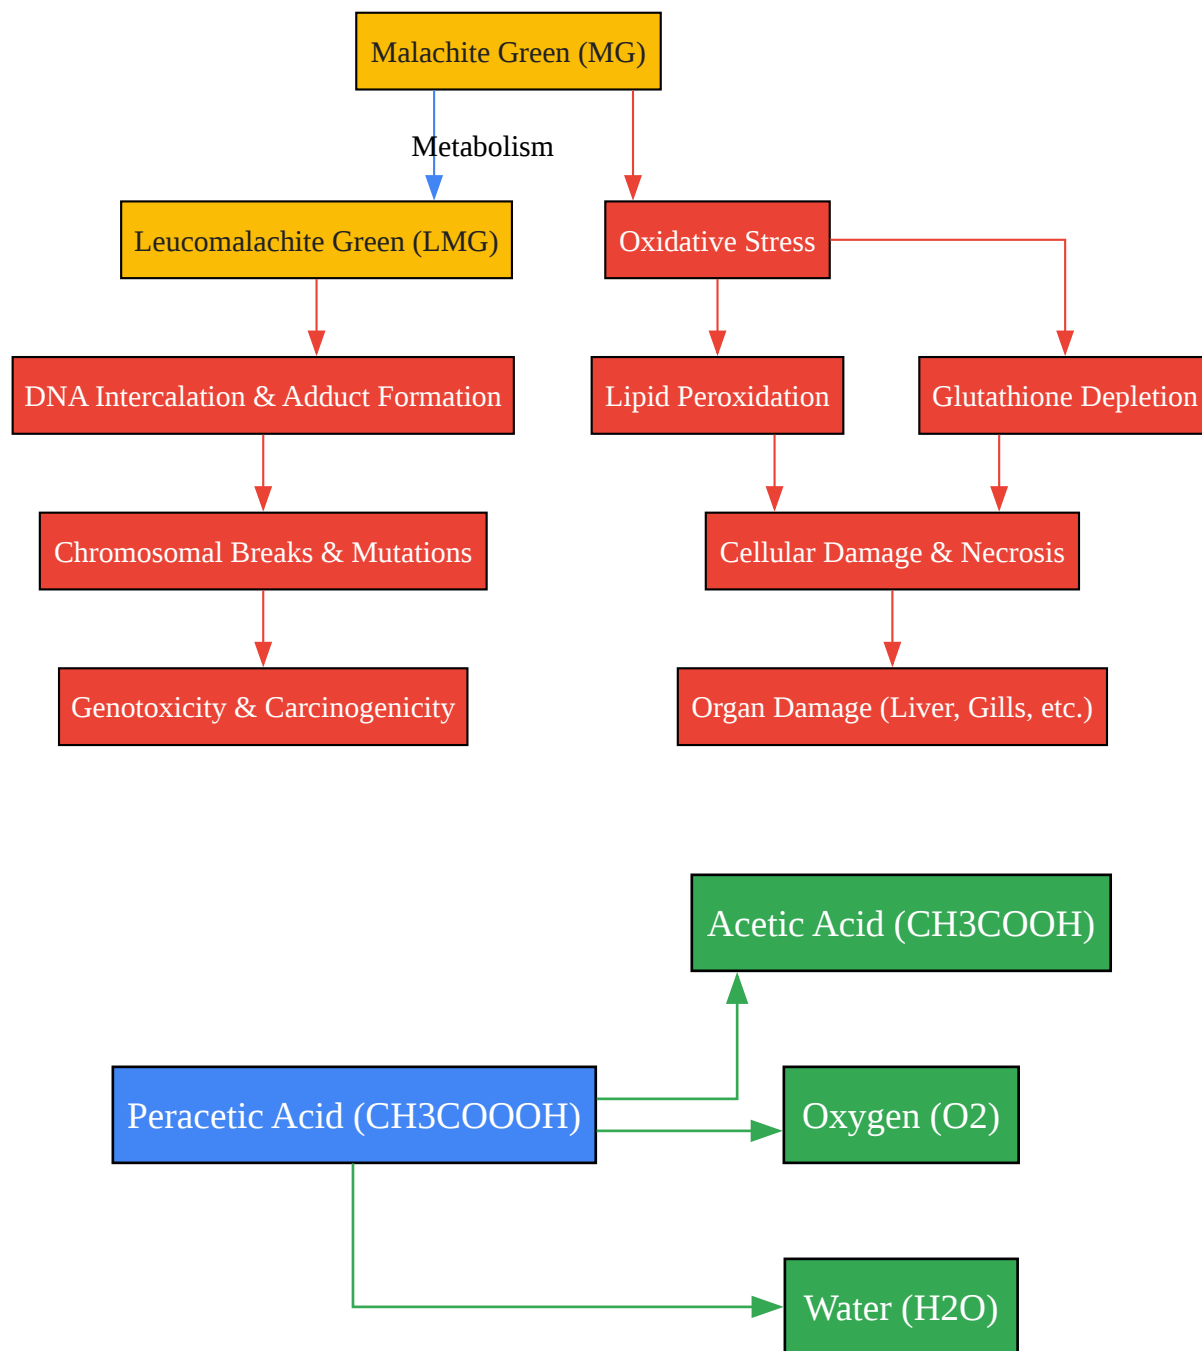 Malachite Green (MG)
Metabolism
Leucomalachite Green (LMG)
Oxidative Stress
DNA Intercalation & Adduct Formation
Lipid Peroxidation
Glutathione Depletion
Chromosomal Breaks & Mutations
Cellular Damage & Necrosis
Genotoxicity & Carcinogenicity
Organ Damage (Liver, Gills, etc.)
Acetic Acid (CH3COOH)
Peracetic Acid (CH3COOOH)
Oxygen (O2)
Water (H2O)